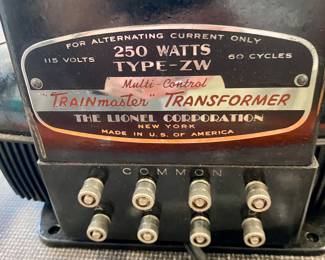 FOR ALTERNATING CURRENT ONLY
115 VOLTS 250 WATTS 60 CYCLES
TYPE-ZW
Multi-Control
"TRAINmaster" TRANSFORMER
THE LIONEL CORPORATION
NEW YORK
MADE IN U.S. OF AMERICA
COMMON